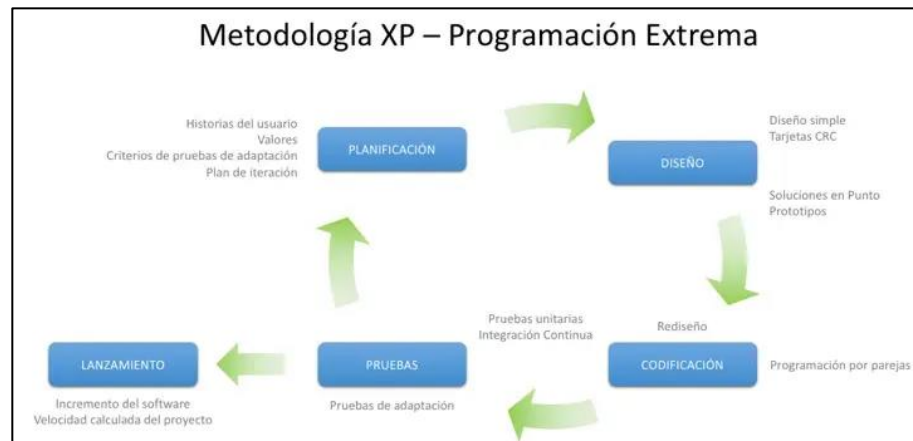 Metodología XP – Programación Extrema
Historias del usuario
Valores
Criterios de pruebas de adaptación
Plan de iteración
PLANIFICACIÓN
DISEÑO
Diseño simple
Tarjetas CRC
Soluciones en Punto
Prototipos
Rediseño
CODIFICACIÓN
Programación por parejas
Pruebas unitarias
Integración Continua
PRUEBAS
Pruebas de adaptación
LANZAMIENTO
Incremento del software
Velocidad calculada del proyecto